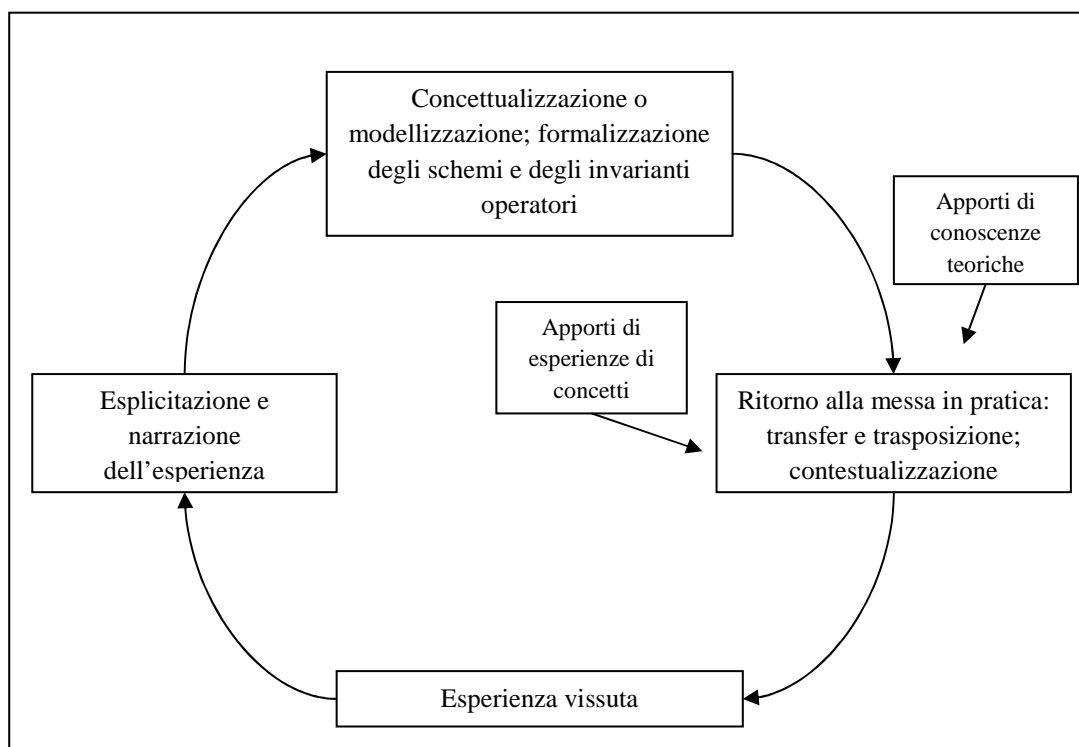 Concettualizzazione o
modellizzazione; formalizzazione
degli schemi e degli invarianti
operatori
Apporti di
conoscenze
teoriche
Apporti di
esperienze di
concetti
Esplicitazione e
narrazione
dell’esperienza
Ritorno alla messa in pratica:
transfer e trasposizione;
contestualizzazione
Esperienza vissuta